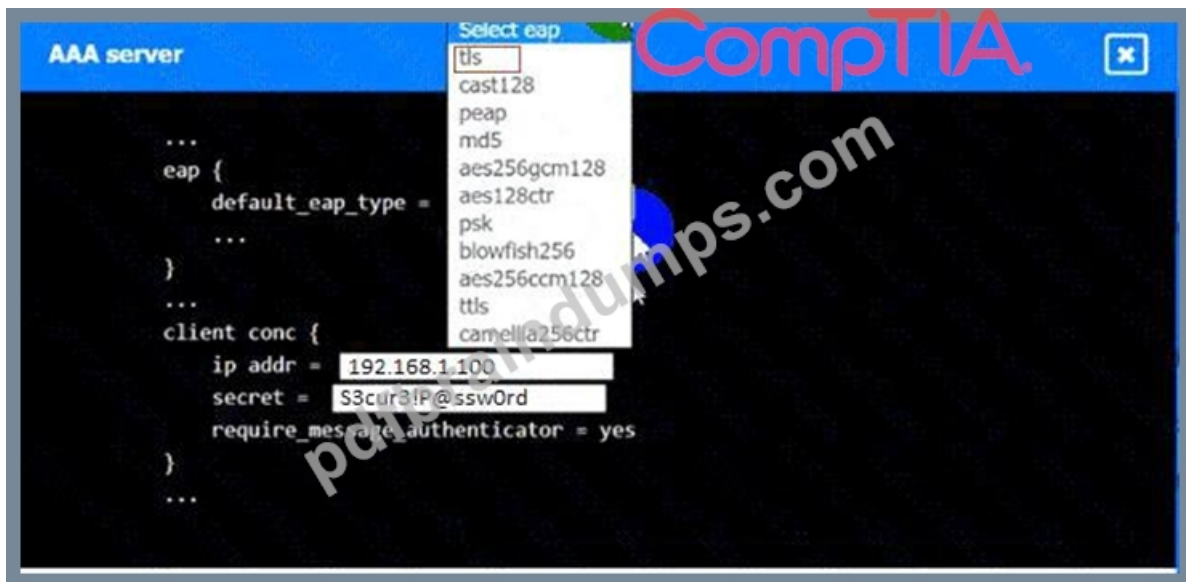 Select eap
CompTIA.
AAA server
tls
cast128
peap
md5
aes256gcm128
aes128ctr
psk
blowfish256
aes256ccm128
ttls
camellia256ctr
...
eap {
default_eap_type =
...
}
...
client conc {
ip addr = 192.168.1.100
secret = S3cur3!P@ssw0rd
require_message_authenticator = yes
}
...
pdfbraindumps.com